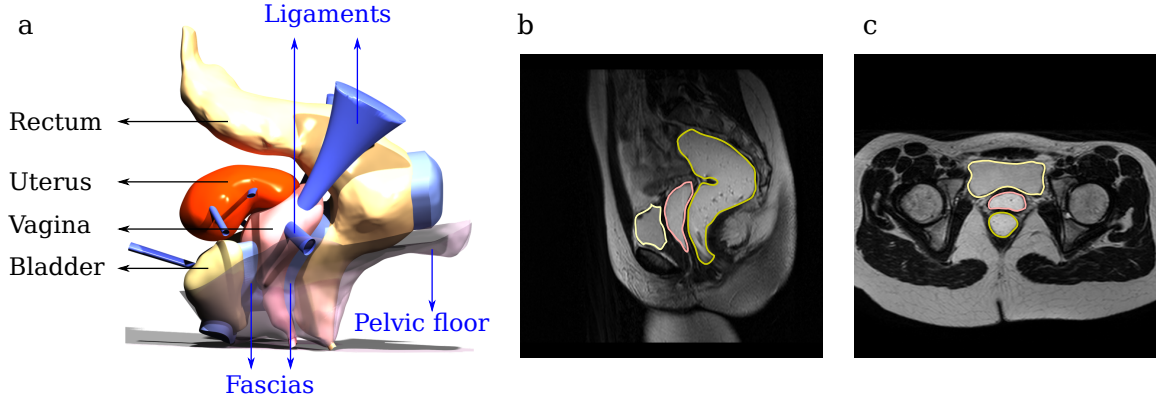 a
Ligaments
b
c
Rectum
Uterus
Vagina
Bladder
Pelvic floor
Fascias